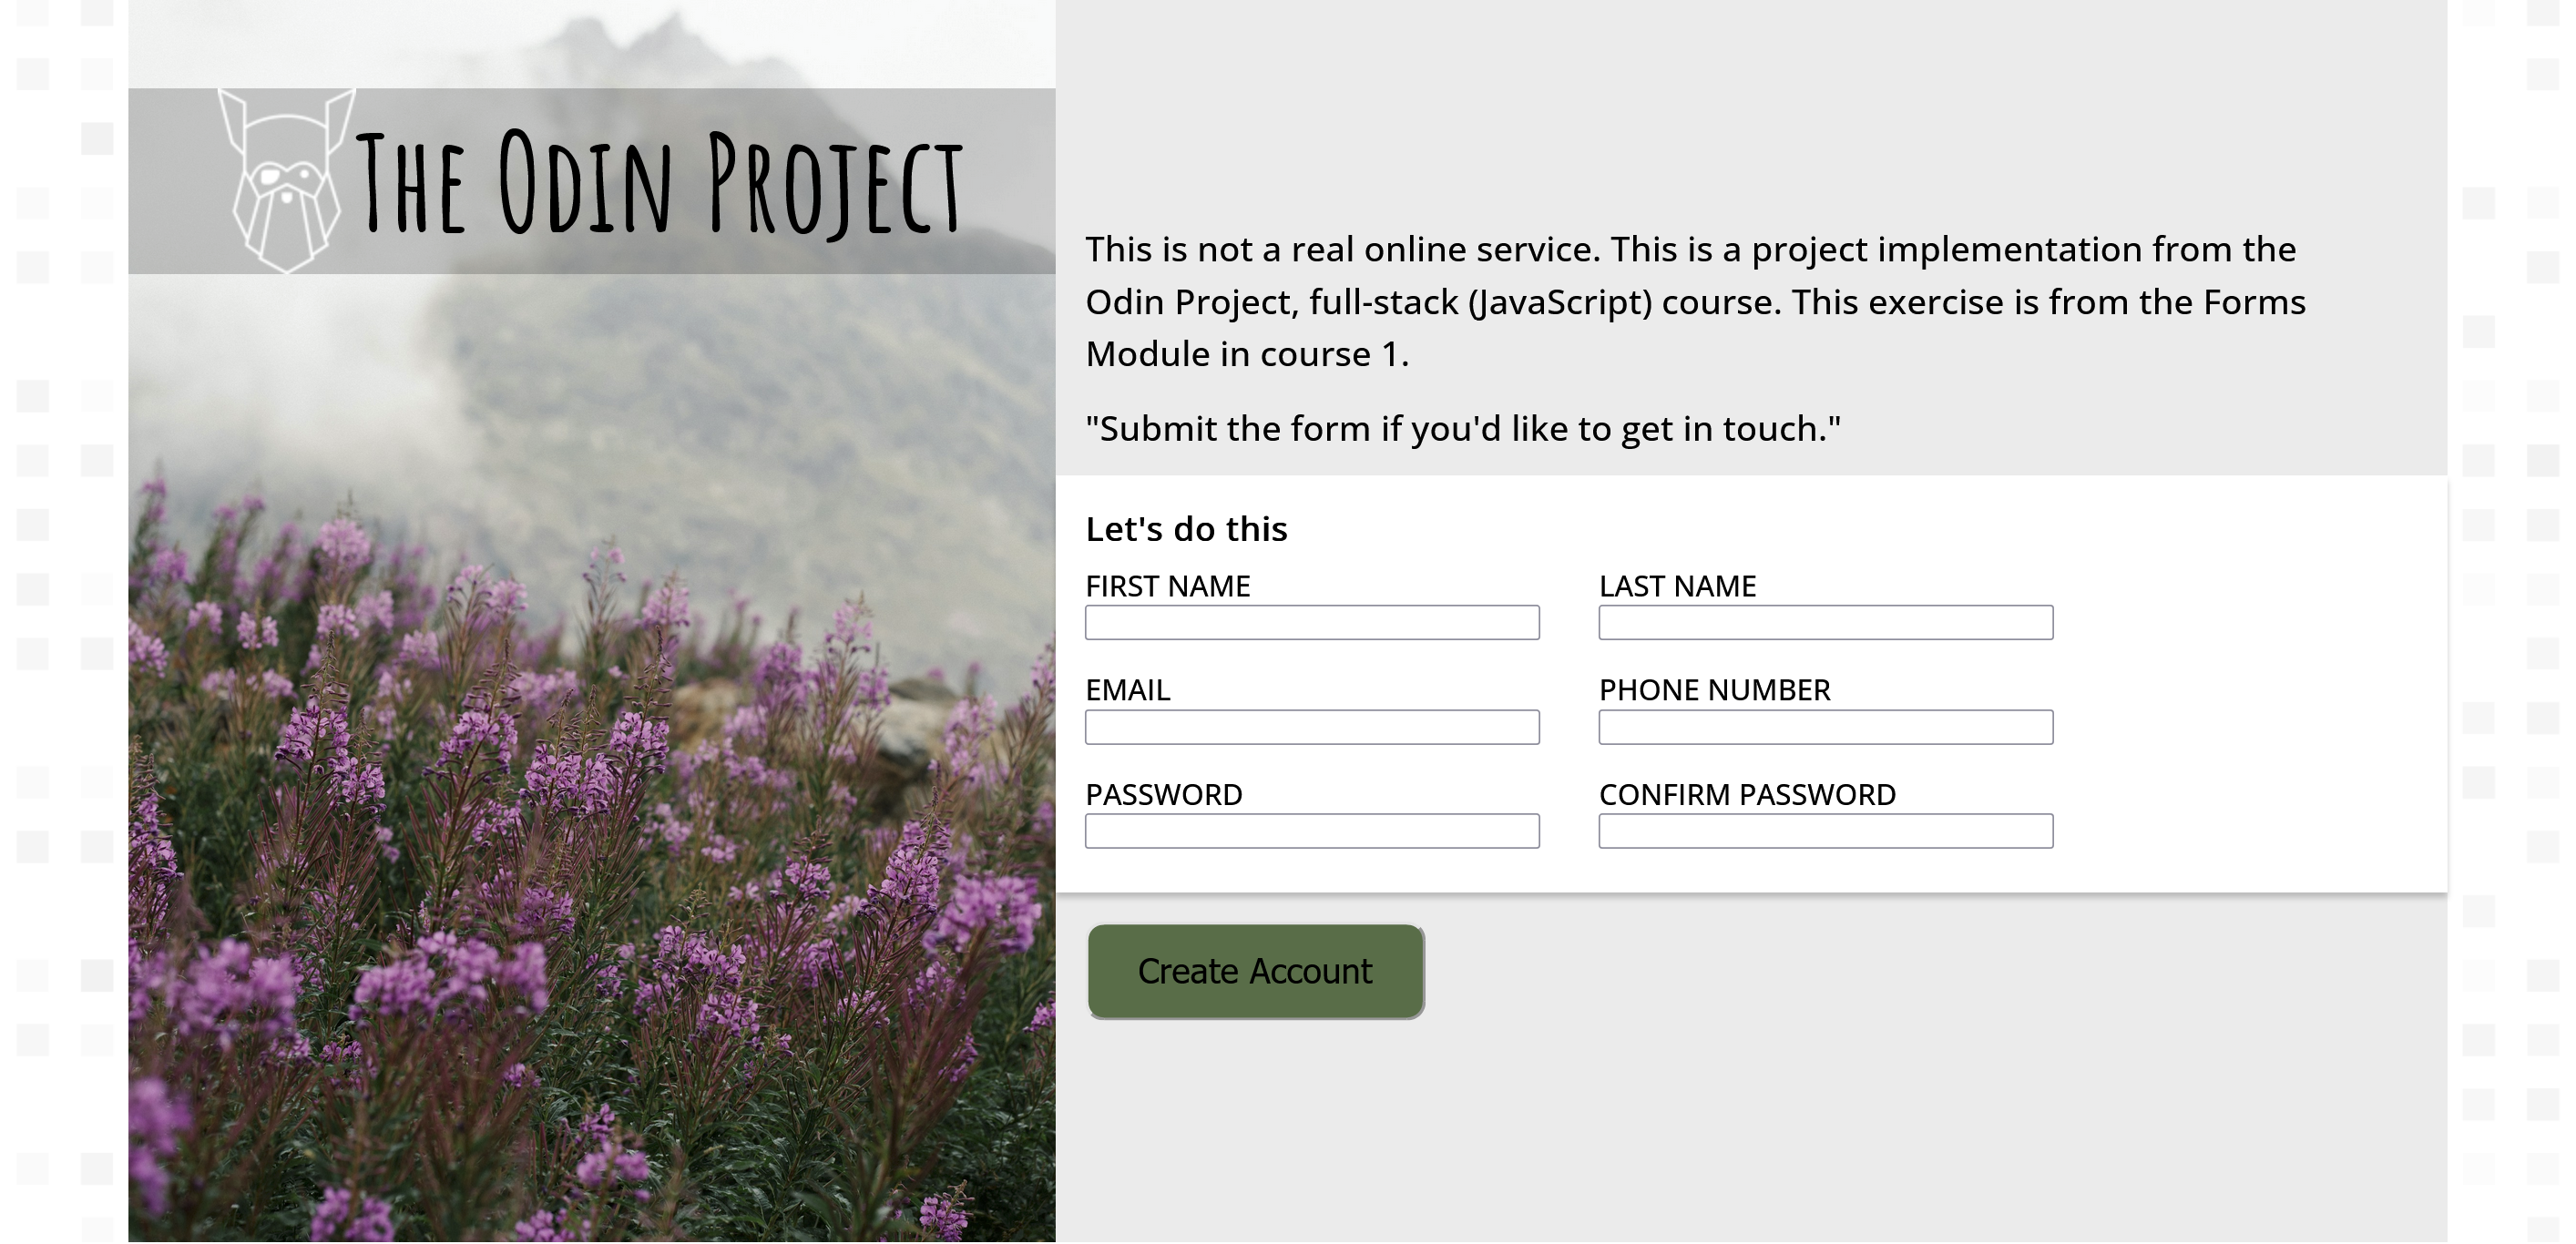 The Odin Project
This is not a real online service. This is a project implementation from the
Odin Project, full-stack (JavaScript) course. This exercise is from the Forms
Module in course 1.
"Submit the form if you'd like to get in touch."
Let's do this
FIRST NAME
LAST NAME
EMAIL
PHONE NUMBER
PASSWORD
CONFIRM PASSWORD
Create Account